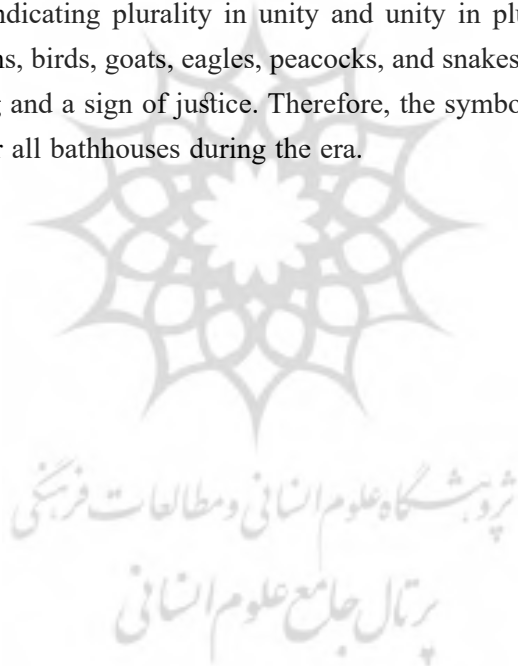 ndicating plurality in unity and unity in plu
ns, birds, goats, eagles, peacocks, and snakes
g and a sign of justice. Therefore, the symbo
r all bathhouses during the era.
پژوهشگاه علوم انسانی و مطالعات فرهنگی
پرتال جامع علوم انسانی